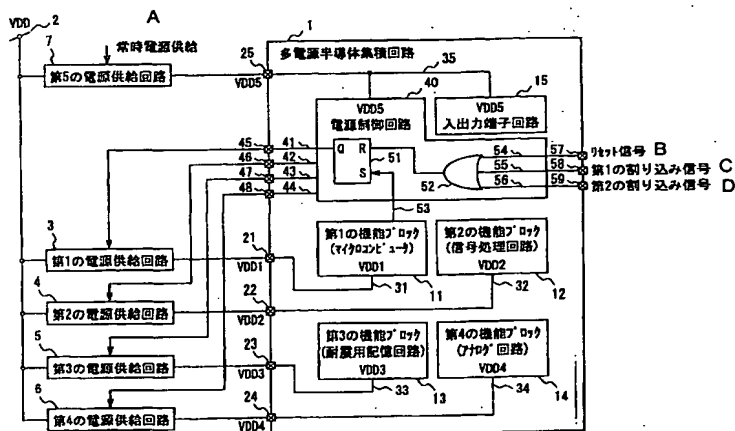 A
VDD 2
7
常時電源供給
第5の電源供給回路
25
VDD5
1
多電源半導体集積回路
35
40
15
VDD5
電源制御回路
VDD5
入出力端子回路
45 41
46 42
47 43
48 44
Q R
S
51
52
53
54 57 リセット信号 B
55 58 第1の割り込み信号 C
56 59 第2の割り込み信号 D
3
第1の電源供給回路
21
VDD1
第1の機能ブロック
(マイクロコンピュータ)
VDD1
31
11
第2の機能ブロック
(信号処理回路)
VDD2
32
12
4
第2の電源供給回路
22
VDD2
5
第3の電源供給回路
23
VDD3
第3の機能ブロック
(耐震用記憶回路)
VDD3
33
13
第4の機能ブロック
(アナログ回路)
VDD4
34
14
6
第4の電源供給回路
24
VDD4